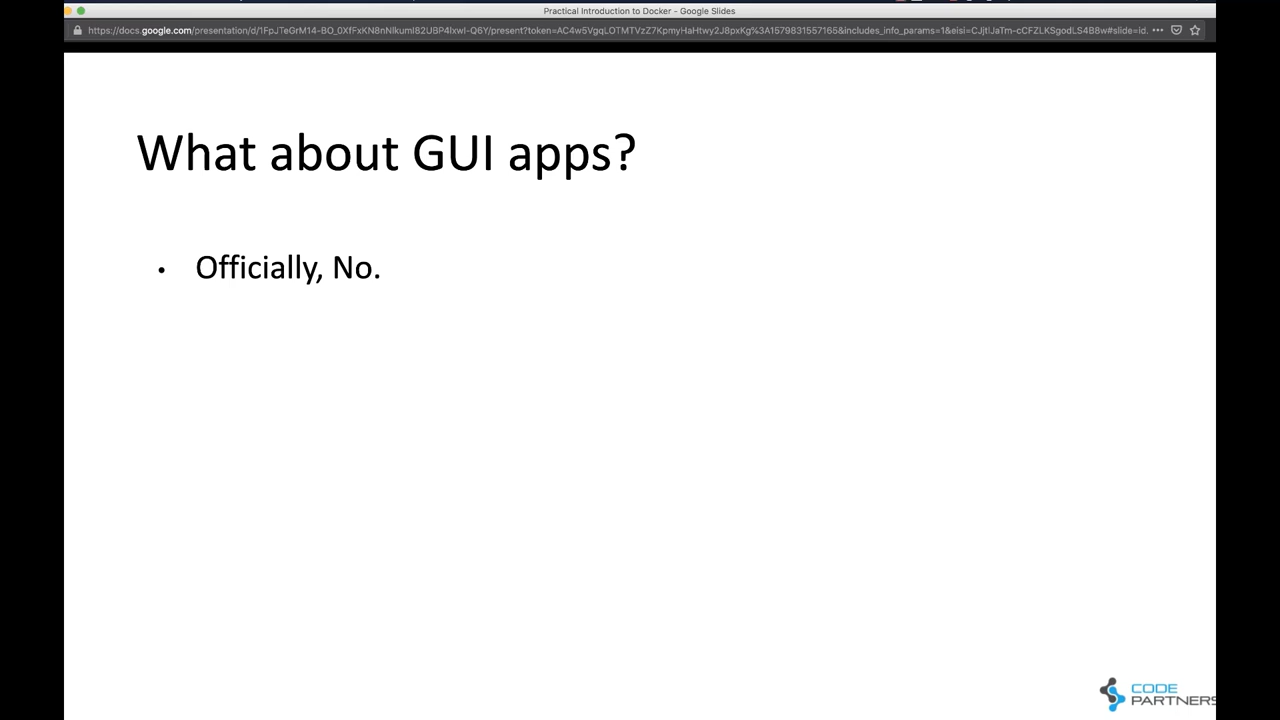 Practical Introduction to Docker - Google Slides
What about GUI apps?
• Officially, No.
CODE
PARTNERS